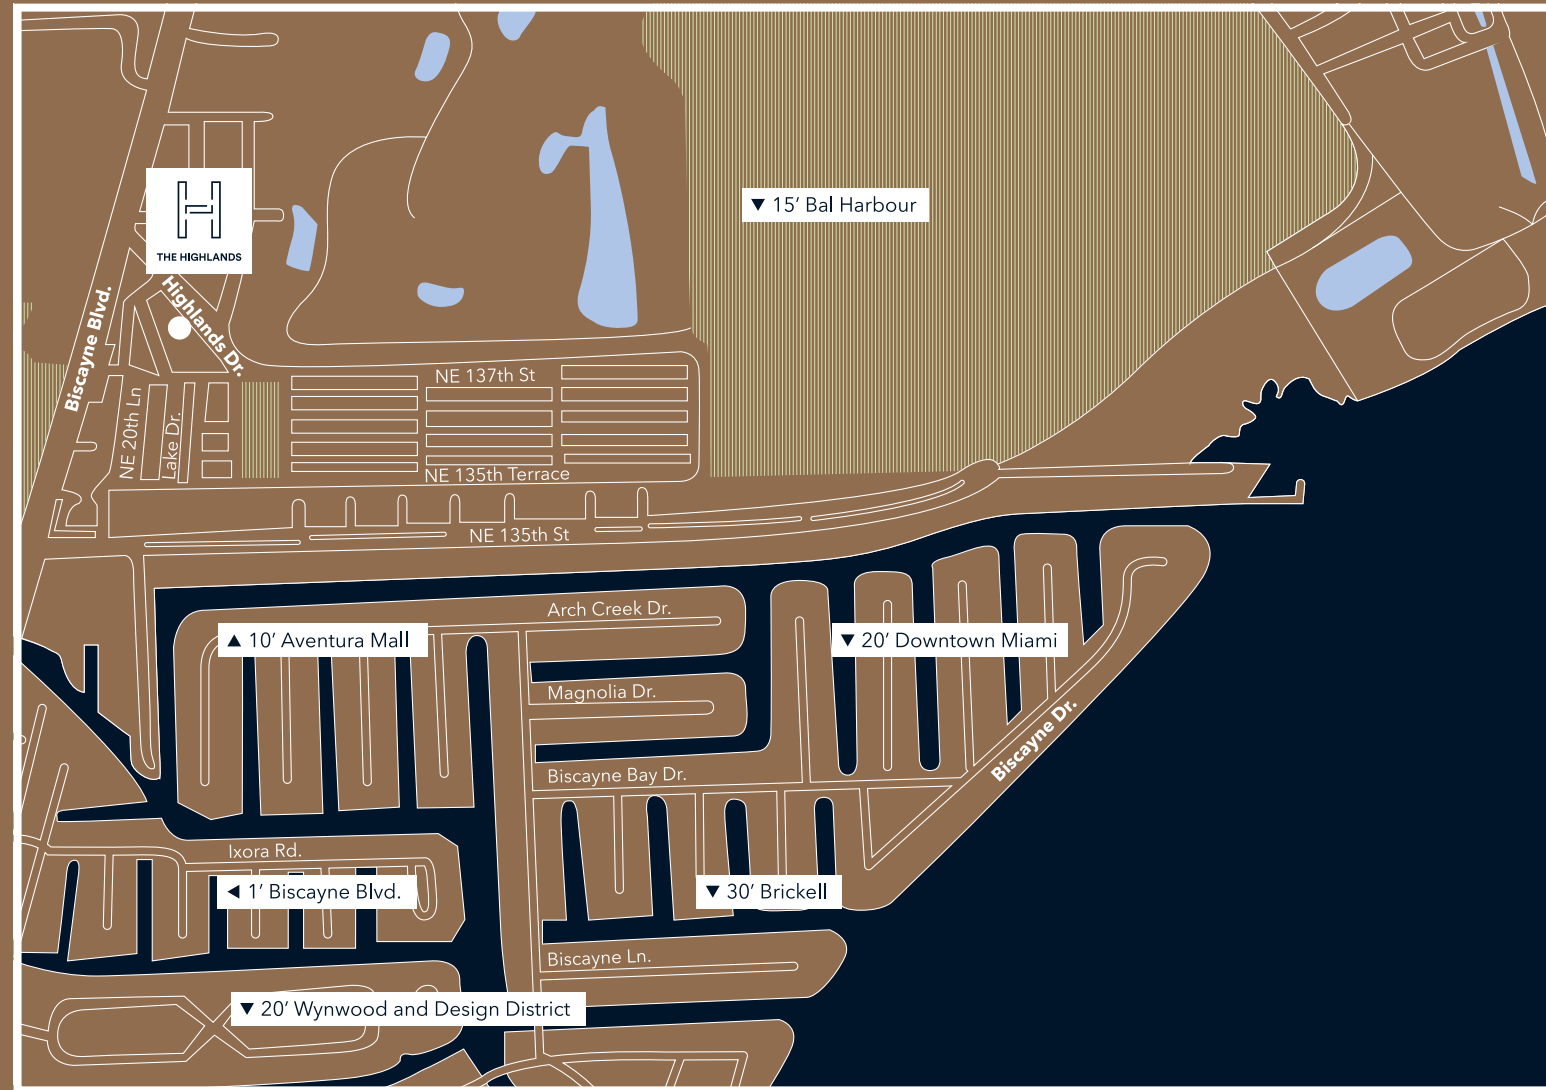 ▼ 15’ Bal Harbour
H
THE HIGHLANDS
Highlands Dr.
Biscayne Blvd.
NE 137th St
NE 20th Ln
Lake Dr.
NE 135th Terrace
NE 135th St
Arch Creek Dr.
▲ 10’ Aventura Mall
▼ 20’ Downtown Miami
Magnolia Dr.
Biscayne Dr.
Biscayne Bay Dr.
Ixora Rd.
◀ 1’ Biscayne Blvd.
▼ 30’ Brickell
Biscayne Ln.
▼ 20’ Wynwood and Design District